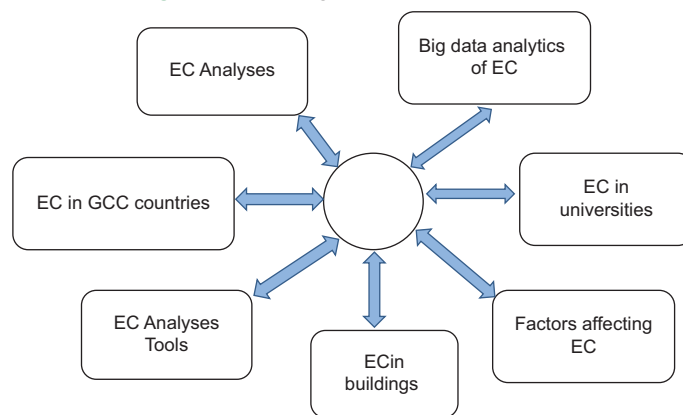 EC Analyses
Big data analytics
of EC
EC in GCC countries
EC in
universities
EC Analyses
Tools
ECin
buildings
Factors affecting
EC